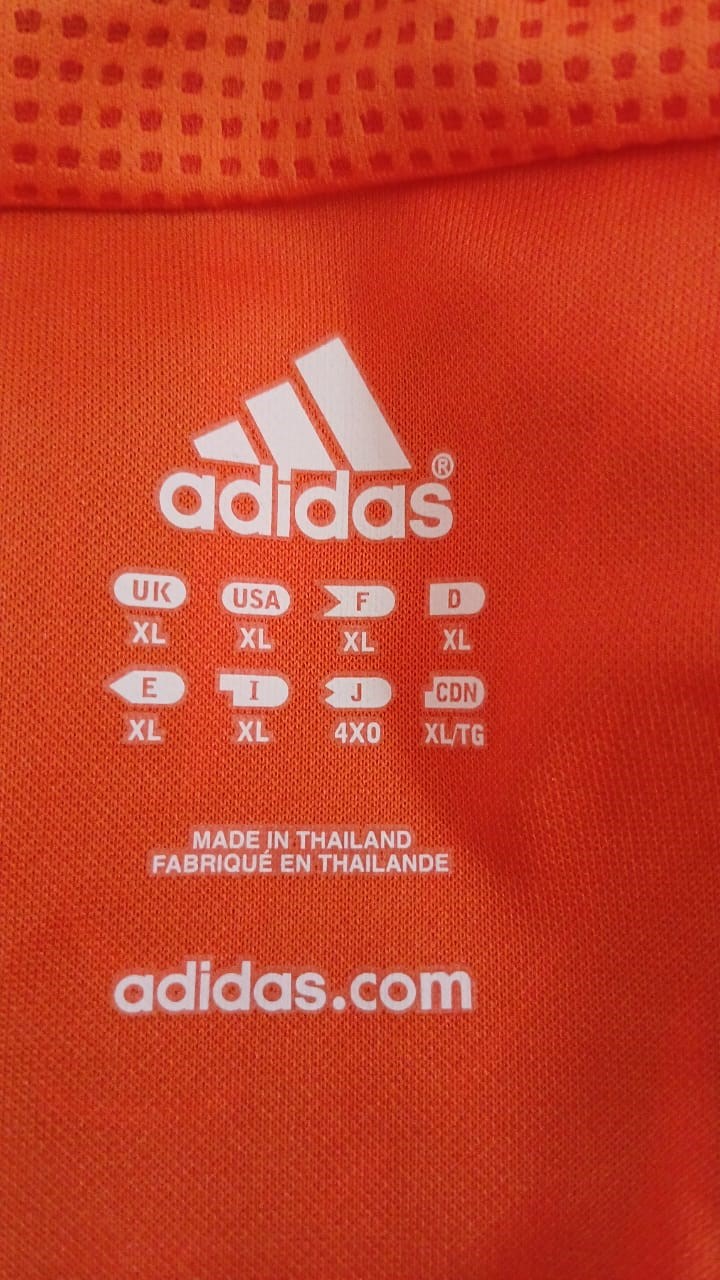 adidas®
UK USA F D
XL XL XL XL
E I J CDN
XL XL 4XO XL/TG
MADE IN THAILAND
FABRIQUÉ EN THAILANDE
adidas.com